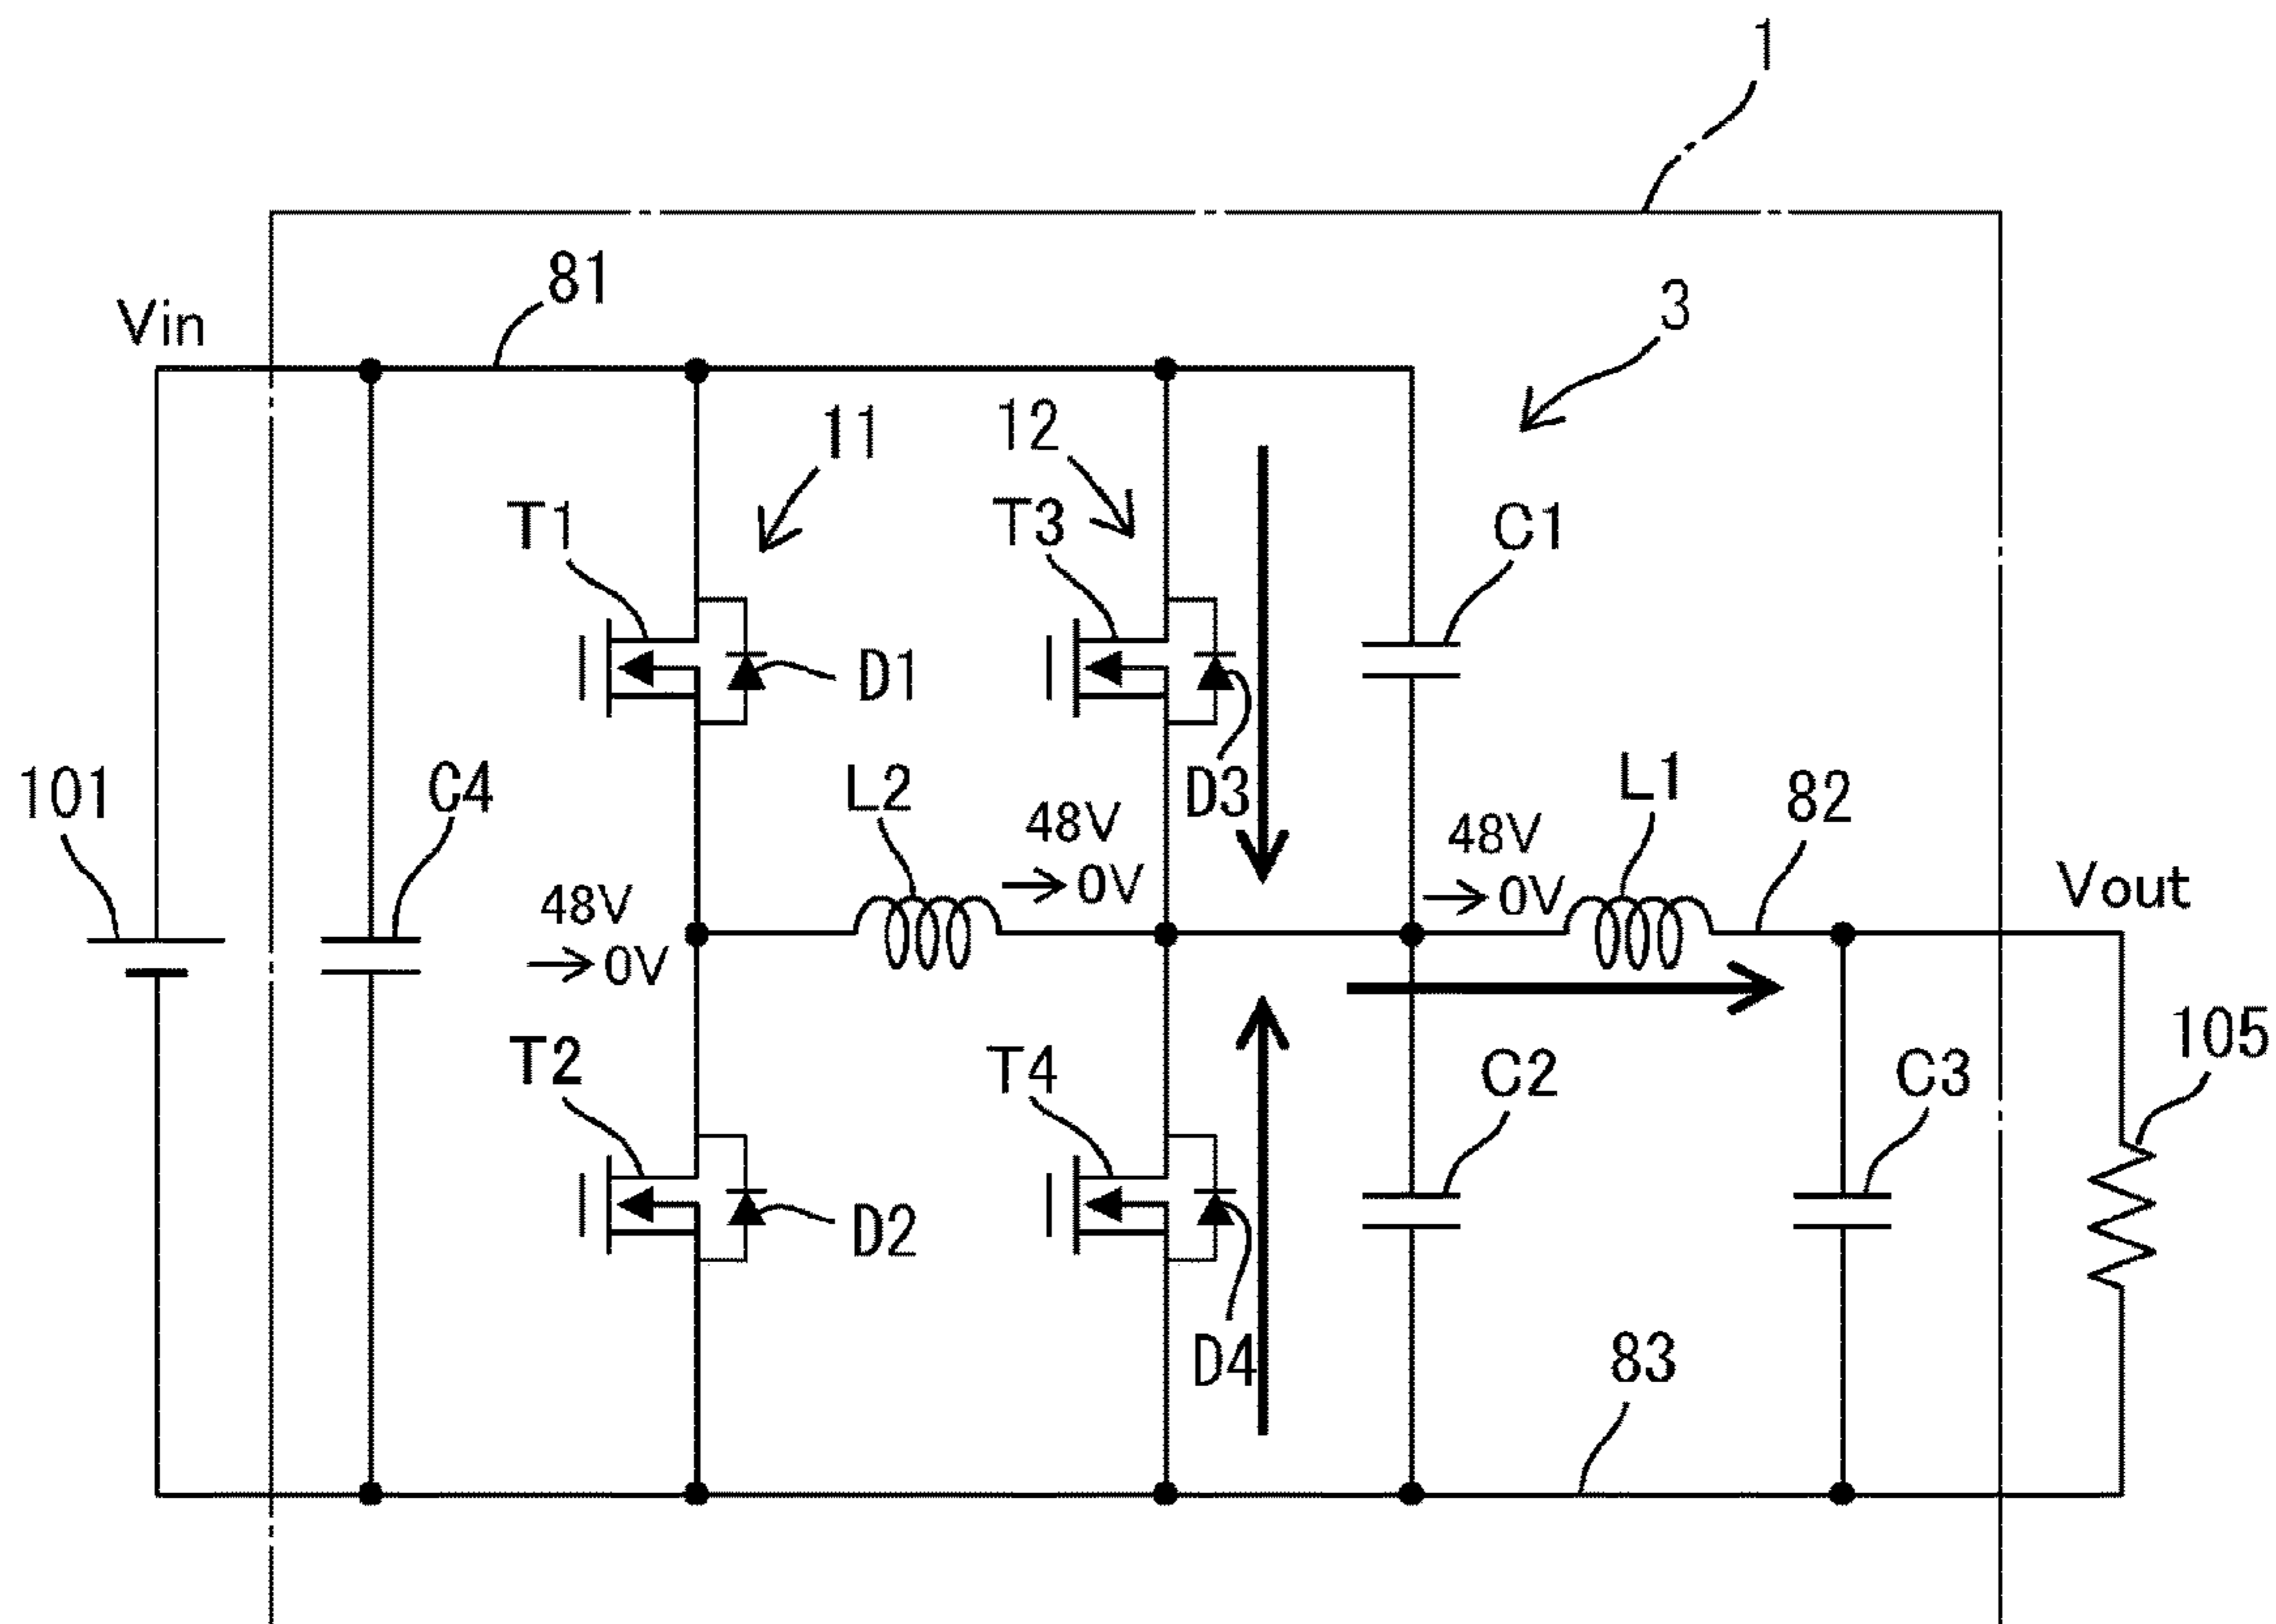 1
81
Vin
3
11
12
T1
T3
C1
D1
101
C4
L2
48V
→0V
D3
L1
82
48V
→0V
48V
→0V
Vout
T2
T4
C2
C3
105
D2
D4
83